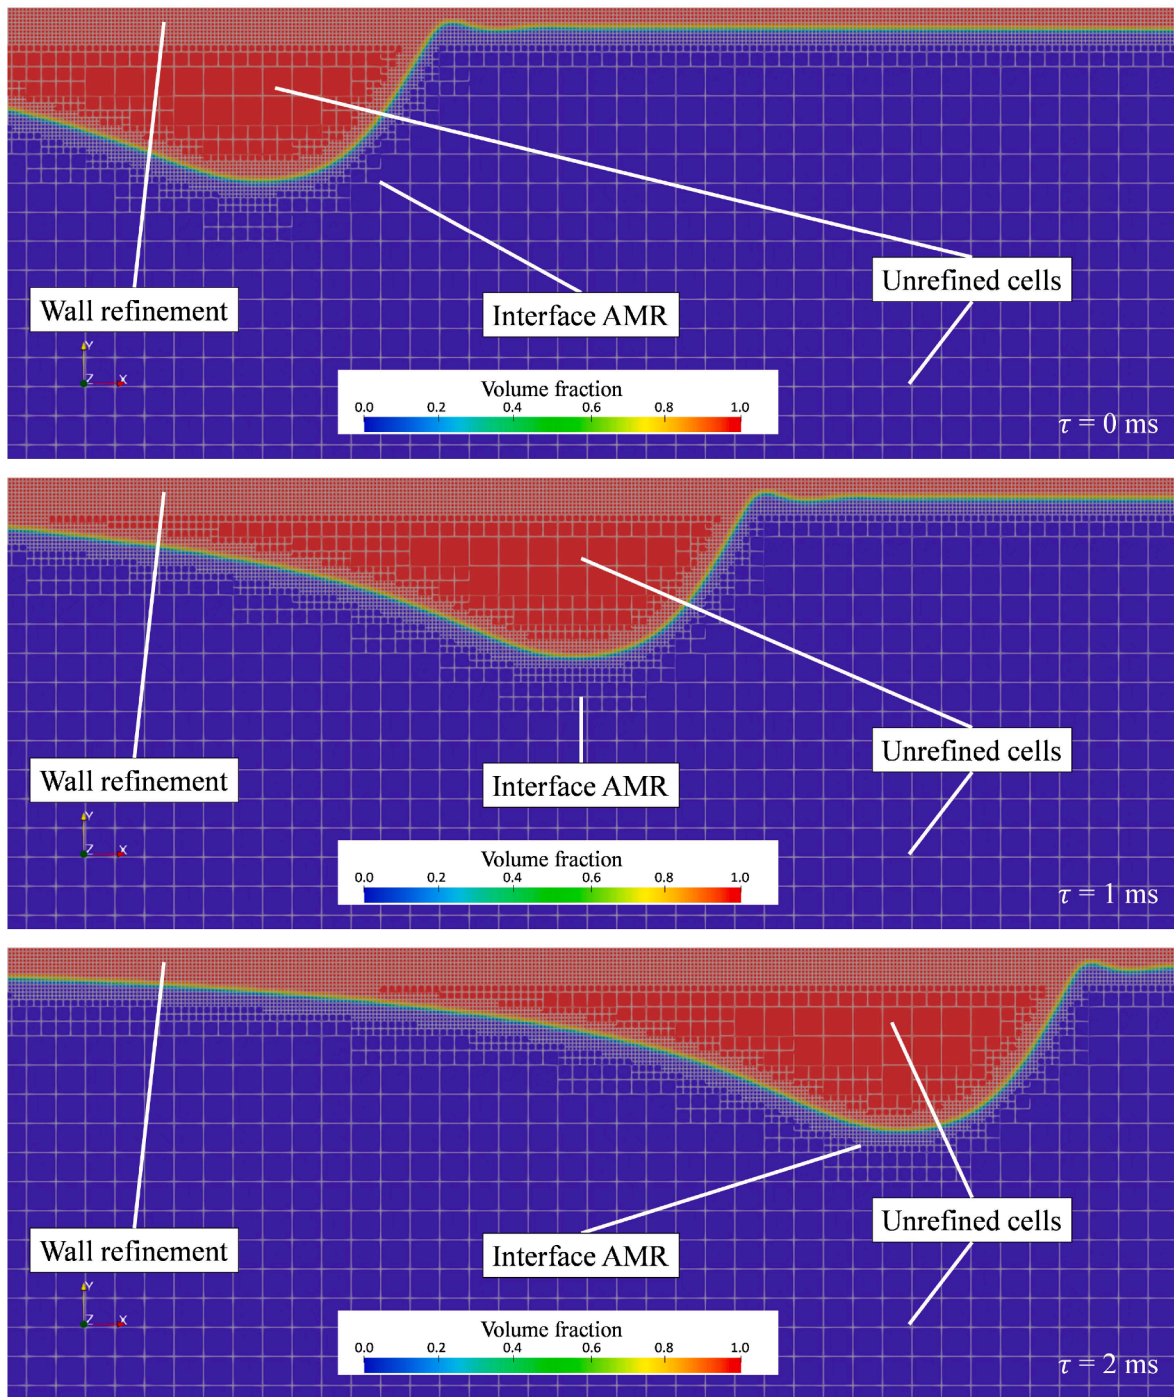 Wall refinement
Interface AMR
Unrefined cells
Y
Z X
Volume fraction
0.0 0.2 0.4 0.6 0.8 1.0
τ = 0 ms
Wall refinement
Interface AMR
Unrefined cells
Y
Z X
Volume fraction
0.0 0.2 0.4 0.6 0.8 1.0
τ = 1 ms
Wall refinement
Interface AMR
Unrefined cells
Y
Z X
Volume fraction
0.0 0.2 0.4 0.6 0.8 1.0
τ = 2 ms